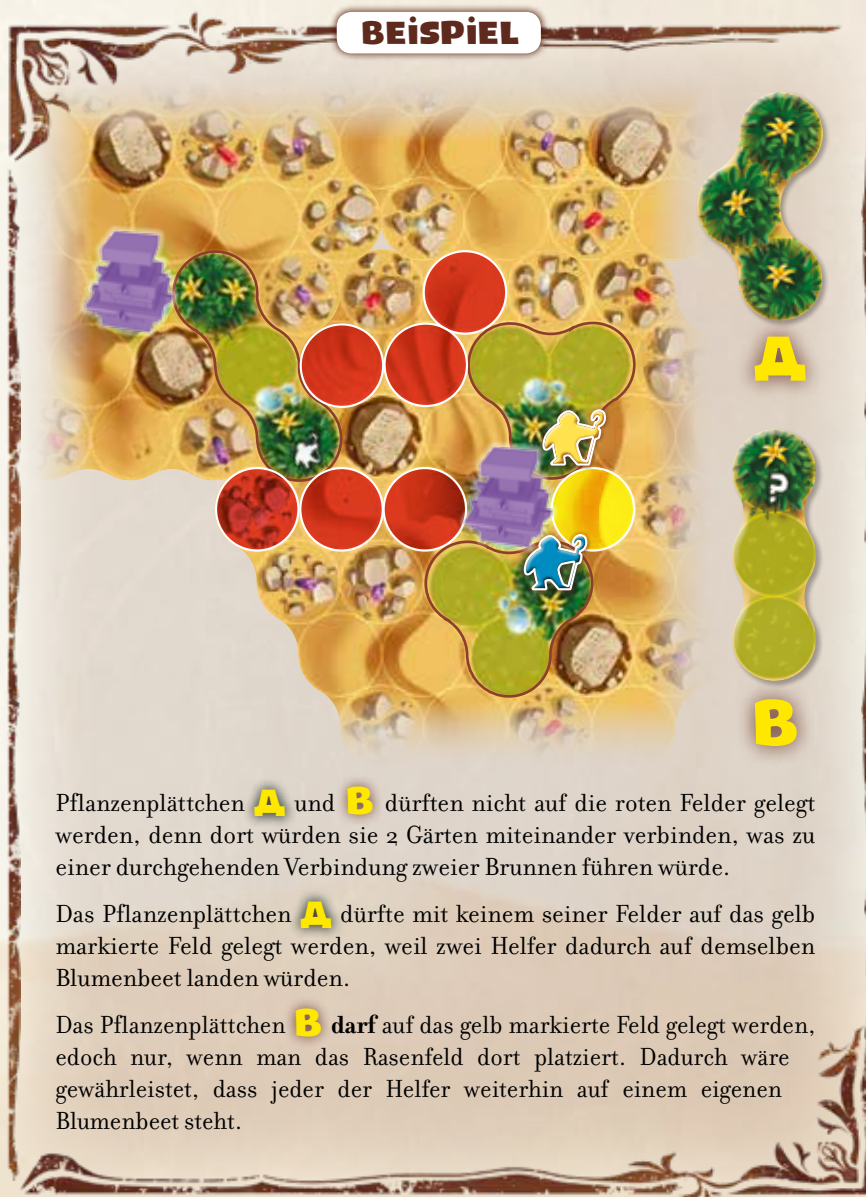 BEiSPiEL
A
?
B
Pflanzenplättchen A und B dürften nicht auf die roten Felder gelegt
werden, denn dort würden sie 2 Gärten miteinander verbinden, was zu
einer durchgehenden Verbindung zweier Brunnen führen würde.
Das Pflanzenplättchen A dürfte mit keinem seiner Felder auf das gelb
markierte Feld gelegt werden, weil zwei Helfer dadurch auf demselben
Blumenbeet landen würden.
Das Pflanzenplättchen B darf auf das gelb markierte Feld gelegt werden,
edoch nur, wenn man das Rasenfeld dort platziert. Dadurch wäre
gewährleistet, dass jeder der Helfer weiterhin auf einem eigenen
Blumenbeet steht.